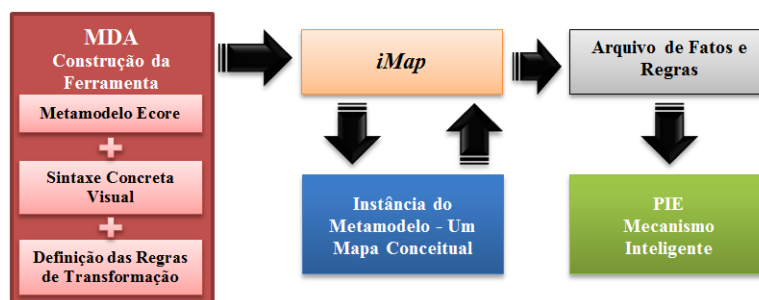 MDA
Construção da
Ferramenta
Metamodelo Ecore
Sintaxe Concreta
Visual
Definição das Regras
de Transformação
iMap
Instância do
Metamodelo - Um
Mapa Conceitual
Arquivo de Fatos e
Regras
PIE
Mecanismo
Inteligente